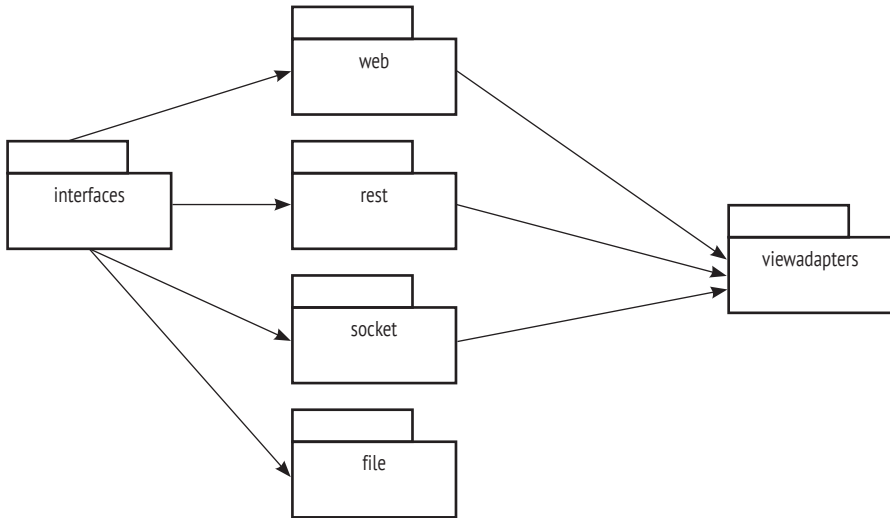 web
interfaces
rest
viewadapters
socket
file